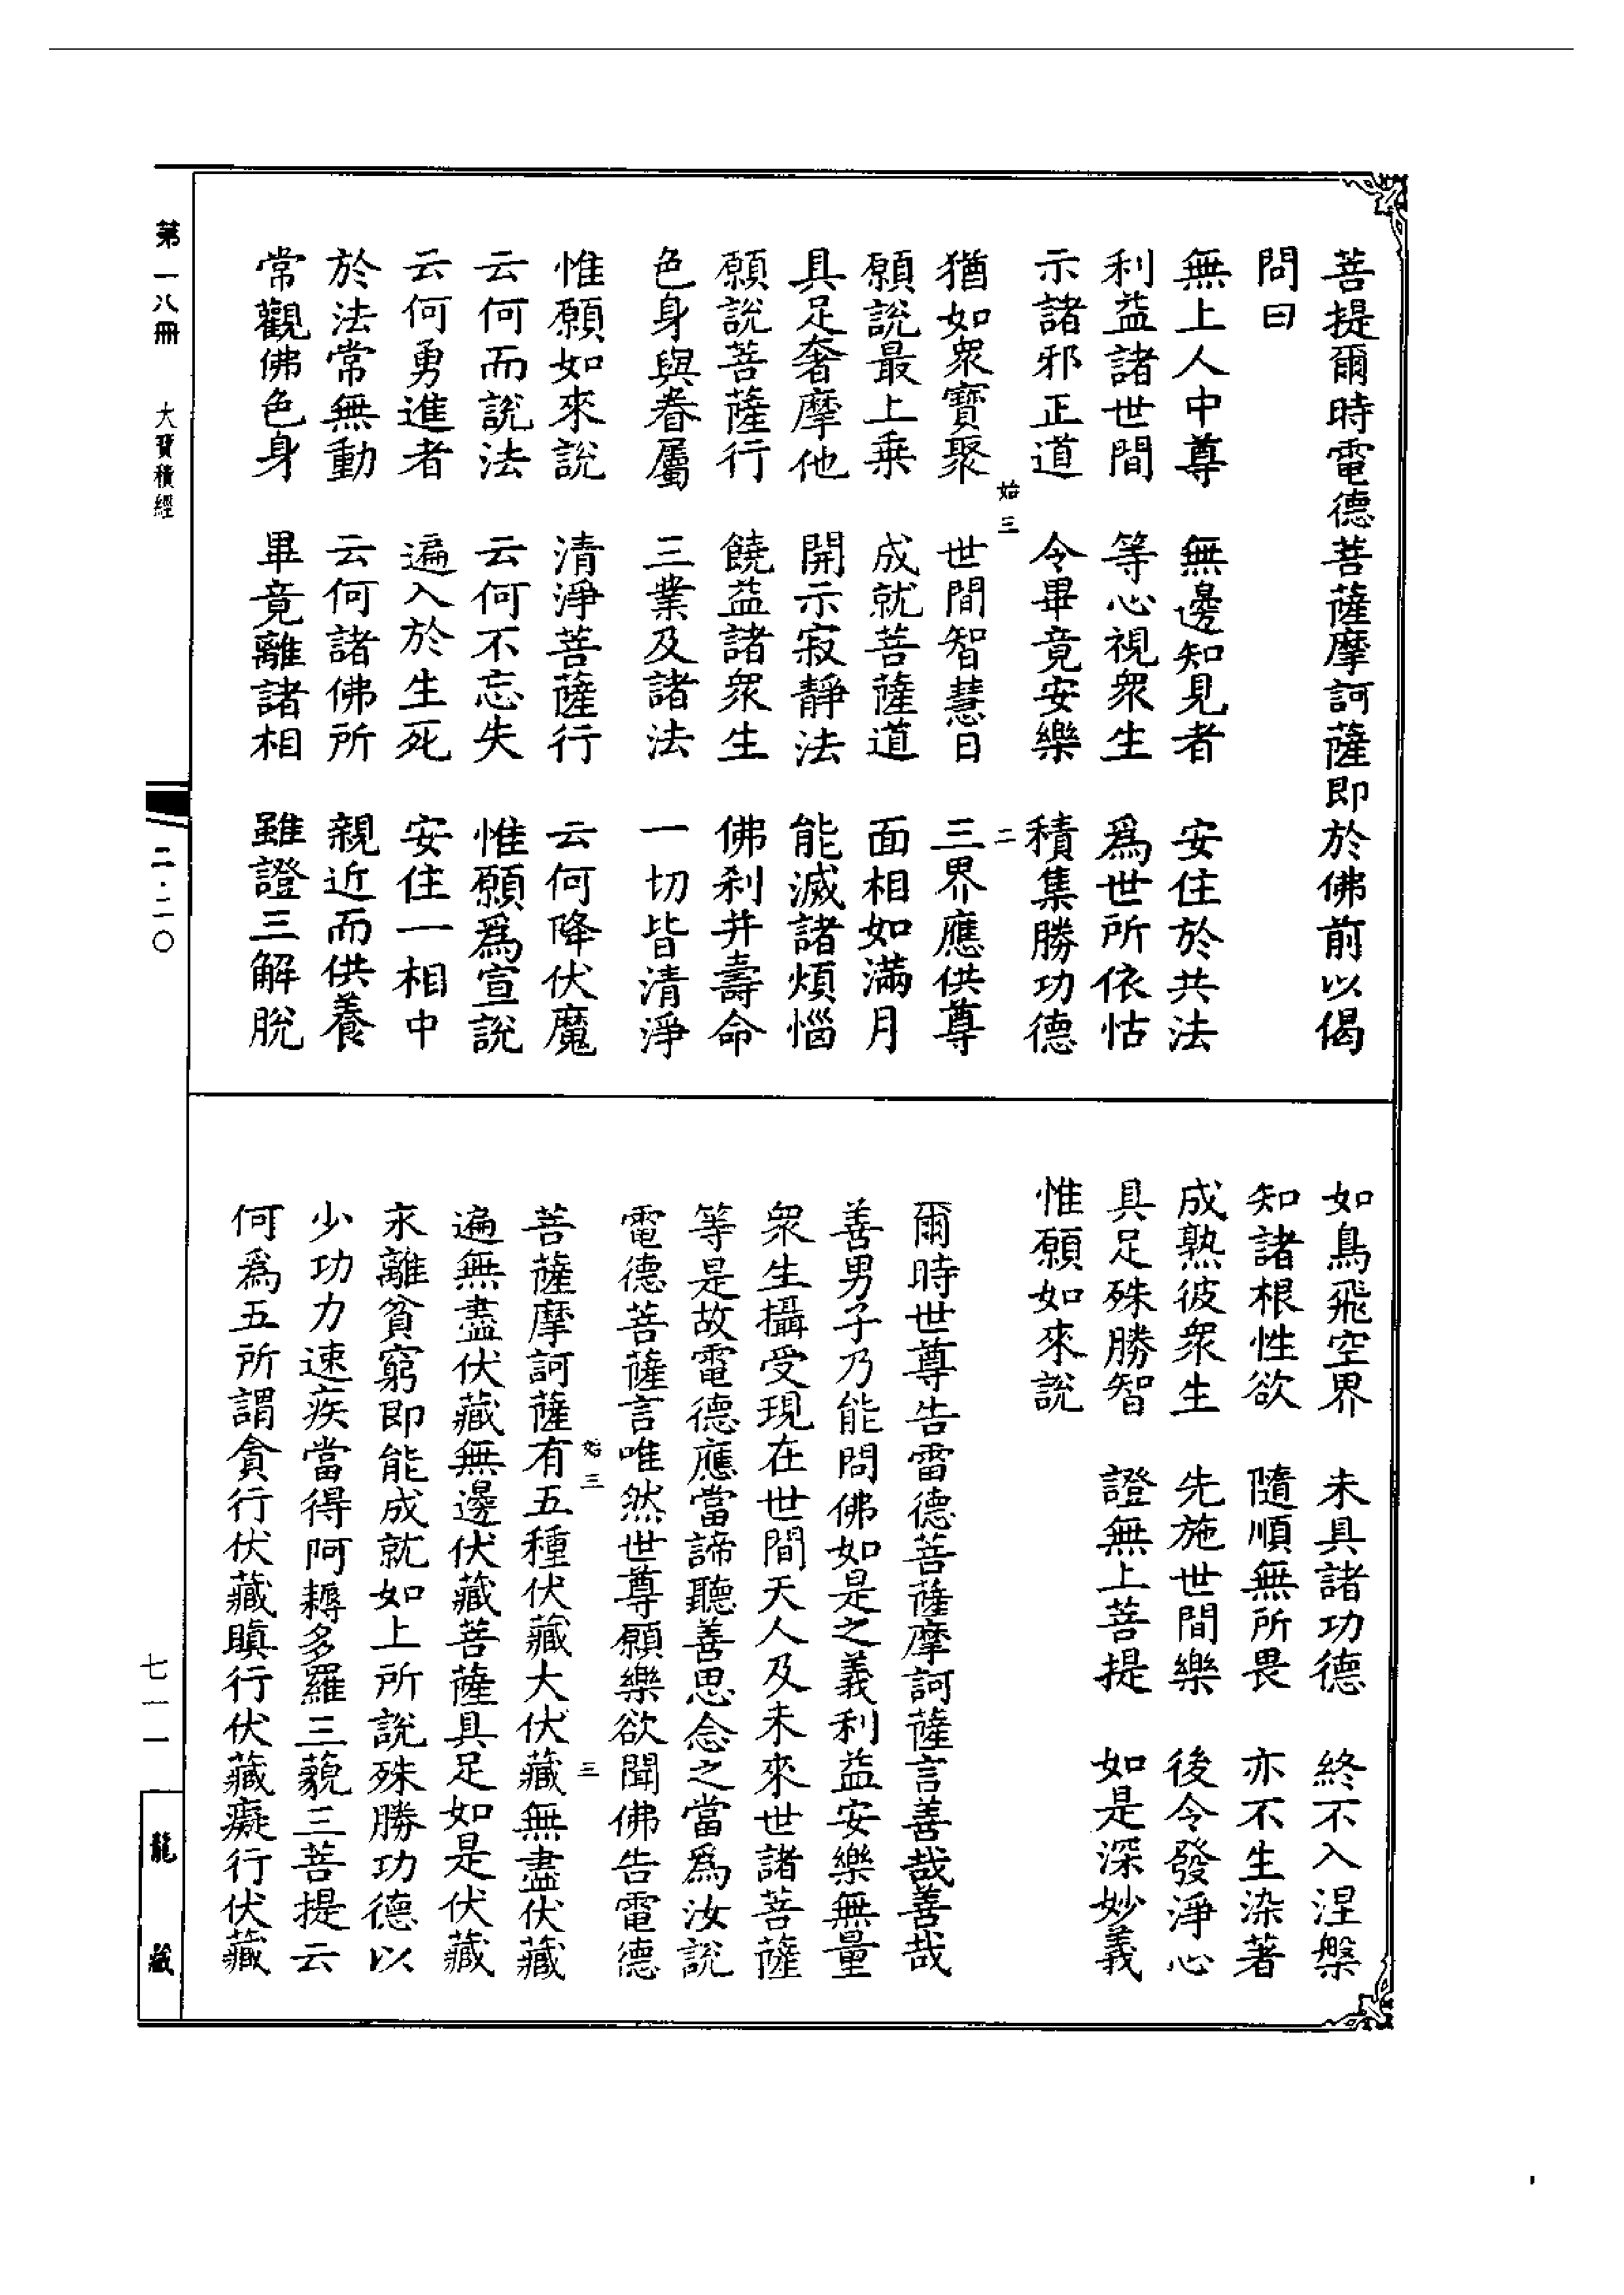 菩提爾時電德菩薩摩訶薩即於佛前以偈
問曰
無上人中尊　無邊知見者　安住於共法
利益諸世間　等心視衆生　爲世所依怙
示諸邪正道　令畢竟安樂　積集勝功德
始三　二
猶如衆寶聚　世間智慧日　三界應供尊
願說最上乗　成就菩薩道　面相如滿月
具足奢摩他　開示寂靜法　能滅諸煩惱
願說菩薩行　饒益諸衆生　佛刹并壽命
色身與眷屬　三業及諸法　一切皆清淨
惟願如來說　清淨菩薩行　云何降伏魔
云何而說法　云何不忘失　惟願爲宣說
云何勇進者　遍入於生死　安住一相中
於法常無動　云何諸佛所　親近而供養
常觀佛色身　畢竟離諸相　雖證三解脫
如鳥飛空界　未具諸功德　終不入涅槃
知諸根性欲　隨順無所畏　亦不生染著
成熟彼衆生　先施世間樂　後令發淨心
具足殊勝智　證無上菩提　如是深妙義
惟願如來說
爾時世尊告雷德菩薩摩訶薩言善哉善哉
善男子乃能問佛如是之義利益安樂無量
衆生攝受現在世間天人及未來世諸菩薩
等是故電德應當諦聽善思念之當爲汝說
電德菩薩言唯然世尊願樂欲聞佛告電德
始三　三
菩薩摩訶薩有五種伏藏大伏藏無盡伏藏
遍無盡伏藏無邊伏藏菩薩具足如是伏藏
永離貧窮即能成就如上所說殊勝功德以
少功力速疾當得阿耨多羅三藐三菩提云
何爲五所謂貪行伏藏瞋行伏藏癡行伏藏
第一八冊　大寶積經
二·二〇
七一一
龍藏